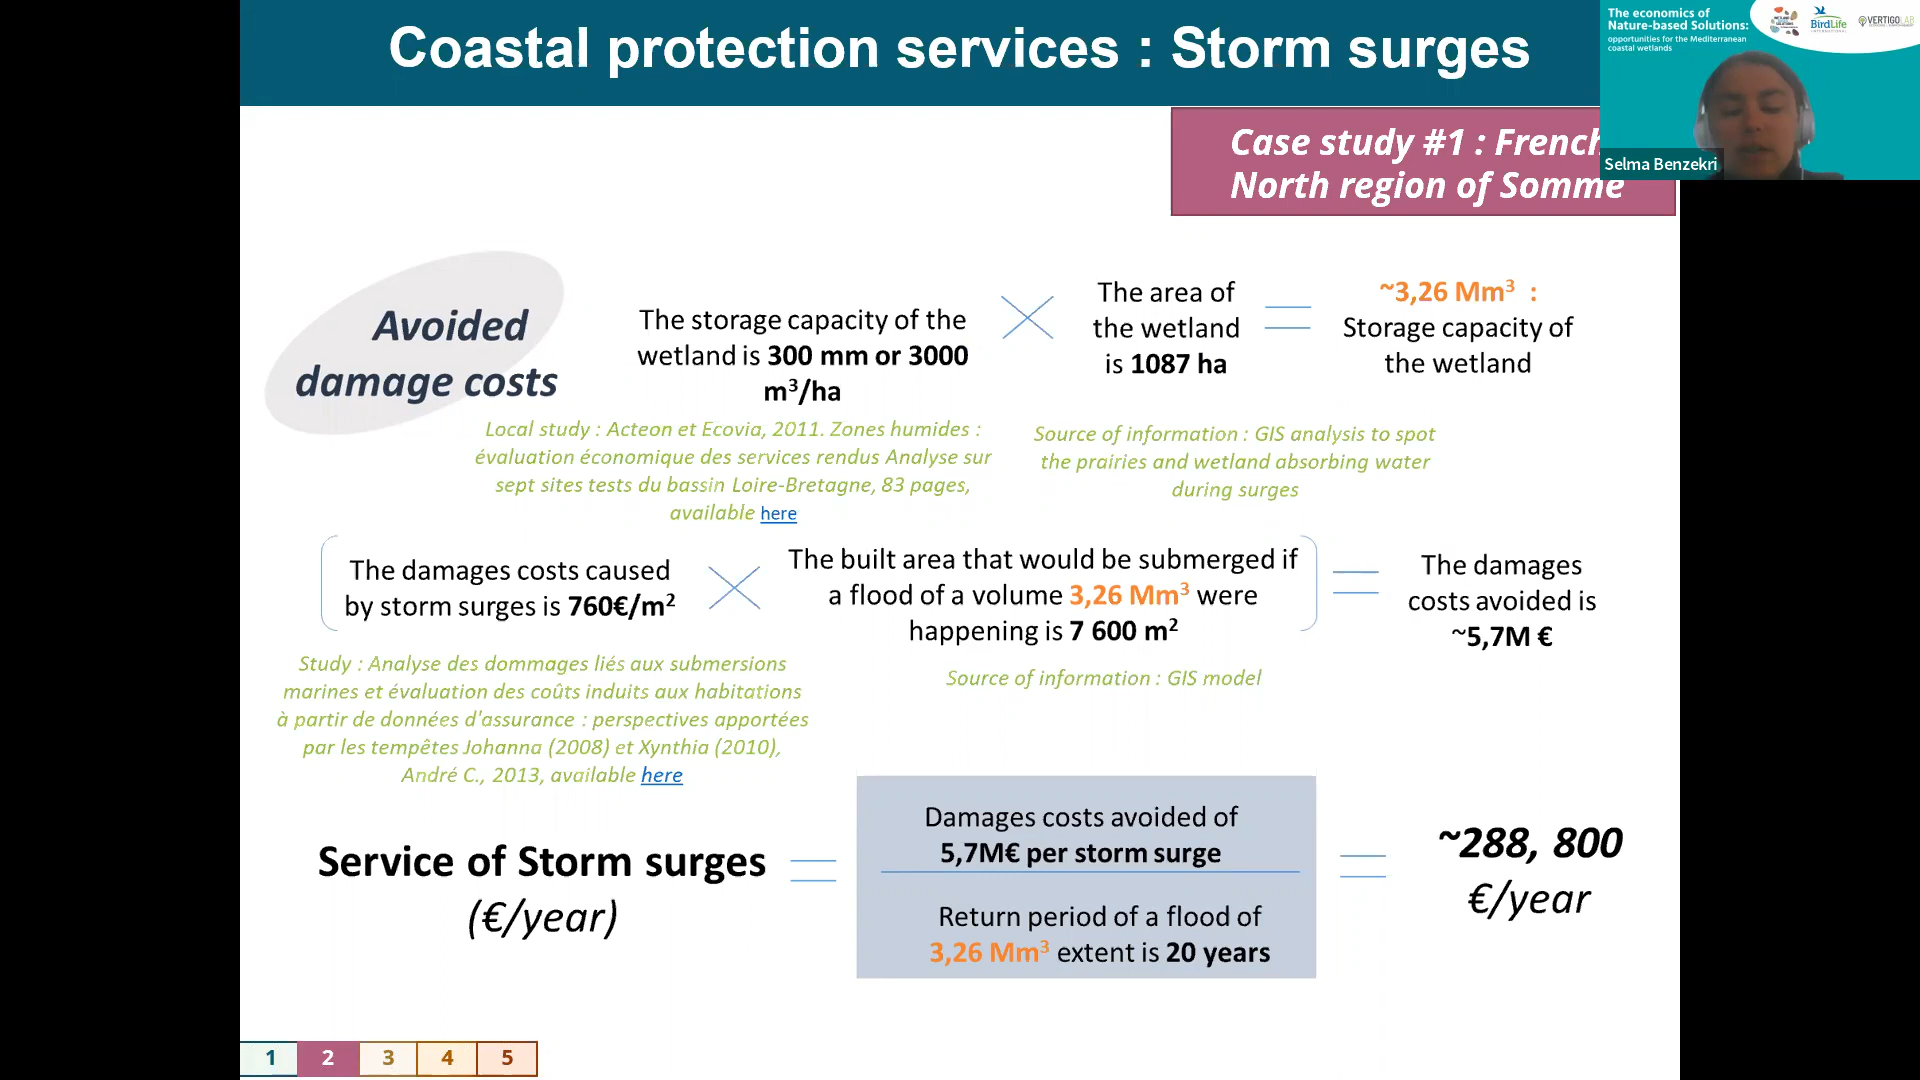 Coastal protection services : Storm surges
The economics of
Nature-based Solutions:
opportunities for the Mediterranean
coastal wetlands
BirdLife
INTERNATIONAL
VERTIGOLAB
Selma Benzekri
Case study #1 : French
North region of Somme
Avoided
damage costs
The storage capacity of the
wetland is 300 mm or 3000
m³/ha
The area of
the wetland
is 1087 ha
~3,26 Mm³ :
Storage capacity of
the wetland
Local study : Acteon et Ecovia, 2011. Zones humides :
évaluation économique des services rendus Analyse sur
sept sites tests du bassin Loire-Bretagne, 83 pages,
available here
Source of information : GIS analysis to spot
the prairies and wetland absorbing water
during surges
The damages costs caused
by storm surges is 760€/m²
The built area that would be submerged if
a flood of a volume 3,26 Mm³ were
happening is 7 600 m²
The damages
costs avoided is
~5,7M €
Study : Analyse des dommages liés aux submersions
marines et évaluation des coûts induits aux habitations
à partir de données d'assurance : perspectives apportées
par les tempêtes Johanna (2008) et Xynthia (2010),
André C., 2013, available here
Source of information : GIS model
Service of Storm surges
(€/year)
Damages costs avoided of
5,7M€ per storm surge
Return period of a flood of
3,26 Mm³ extent is 20 years
~288, 800
€/year
1 2 3 4 5